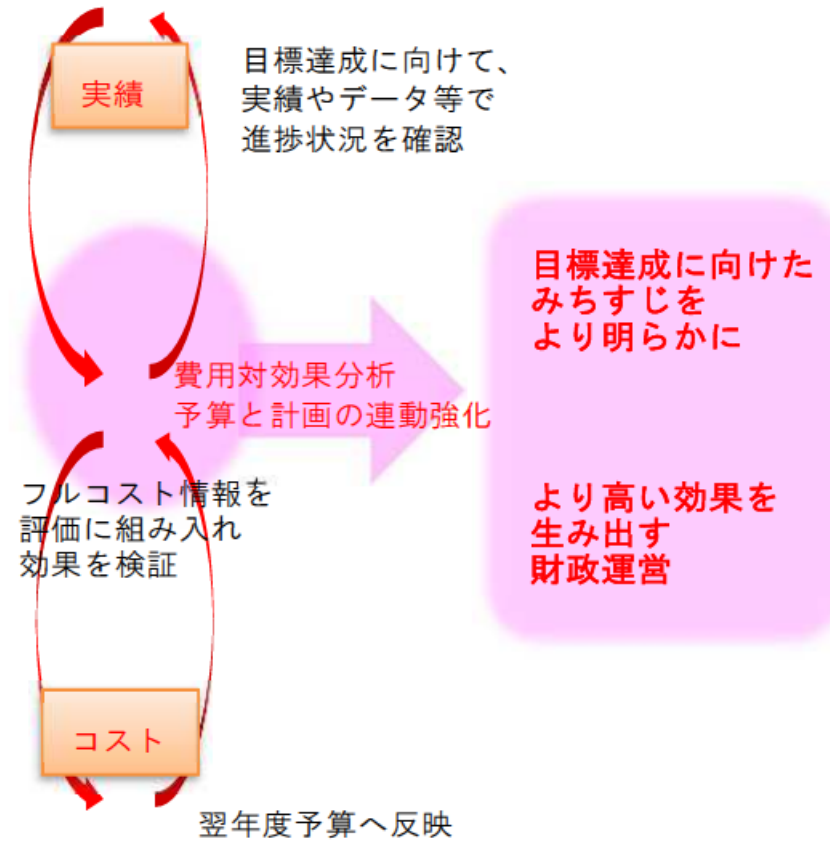 実績
目標達成に向けて、
実績やデータ等で
進捗状況を確認
目標達成に向けた
みちすじを
より明らかに
費用対効果分析
予算と計画の連動強化
フルコスト情報を
評価に組み入れ
効果を検証
より高い効果を
生み出す
財政運営
コスト
翌年度予算へ反映